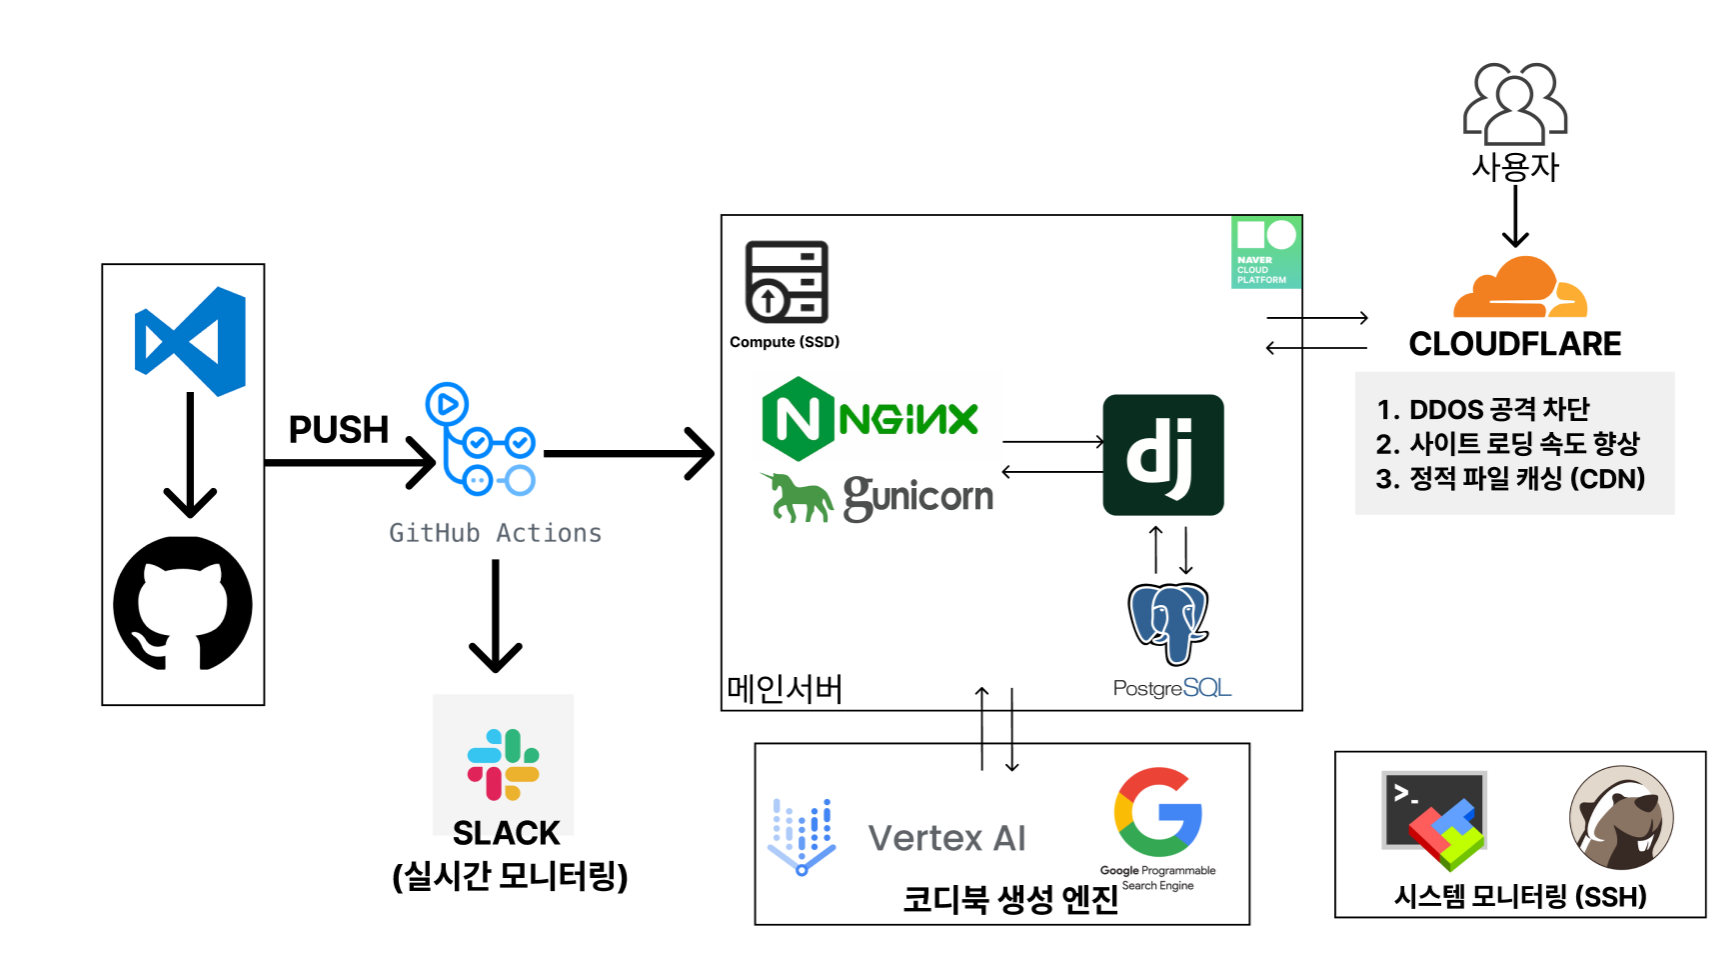 사용자
CLOUDFLARE
1. DDOS 공격 차단
2. 사이트 로딩 속도 향상
3. 정적 파일 캐싱 (CDN)
PUSH
GitHub Actions
SLACK
(실시간 모니터링)
NAVER
CLOUD
PLATFORM
Compute (SSD)
NGINX
gunicorn
dj
PostgreSQL
메인서버
Vertex AI
Google Programmable
Search Engine
코디북 생성 엔진
>_
시스템 모니터링 (SSH)